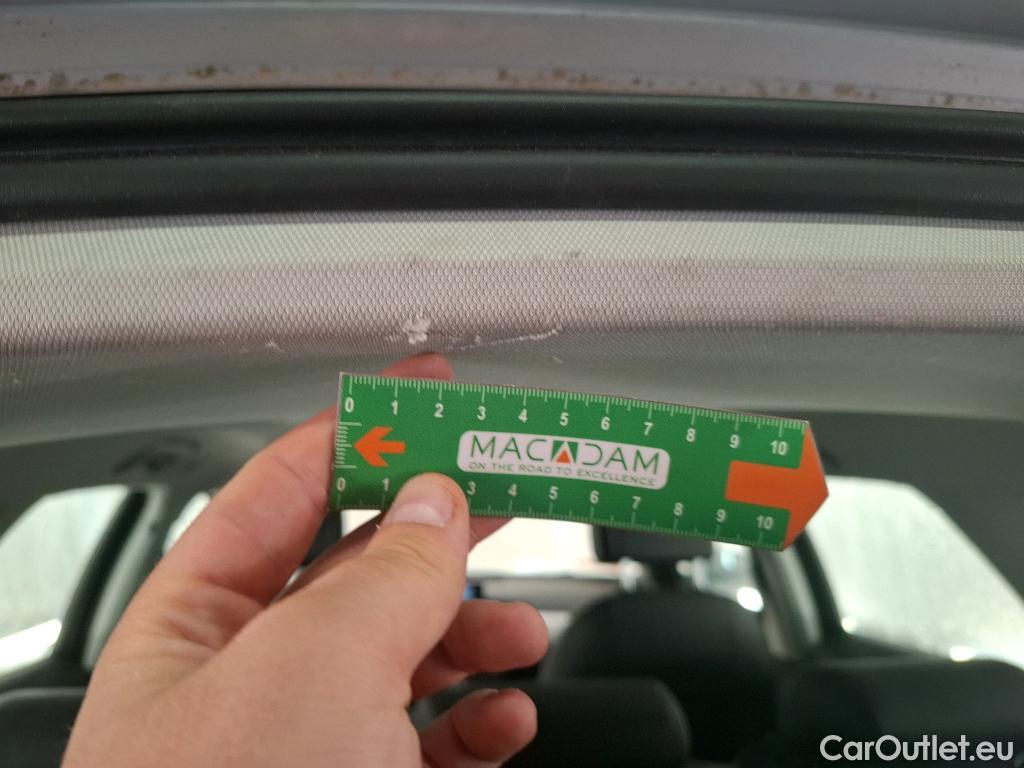 0 1 2 3 4 5 6 7 8 9 10
MACADAM
ON THE ROAD TO EXCELLENCE
0 1 3 4 5 6 7 8 9 10
CarOutlet.eu